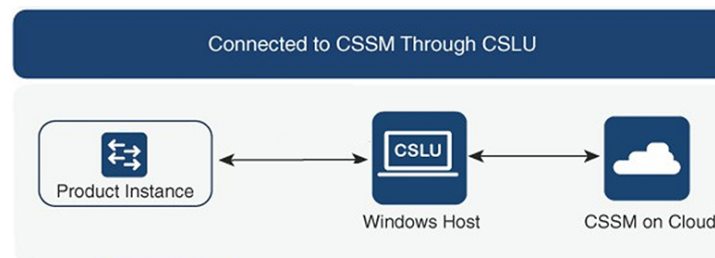 Connected to CSSM Through CSLU
CSLU
Product Instance
Windows Host
CSSM on Cloud